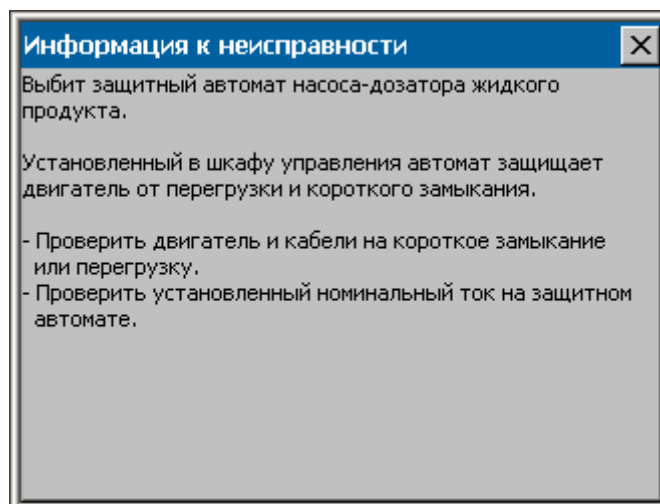 Информация к неисправности
Выбит защитный автомат насоса-дозатора жидкого
продукта.
Установленный в шкафу управления автомат защищает
двигатель от перегрузки и короткого замыкания.
- Проверить двигатель и кабели на короткое замыкание
или перегрузку.
- Проверить установленный номинальный ток на защитном
автомате.